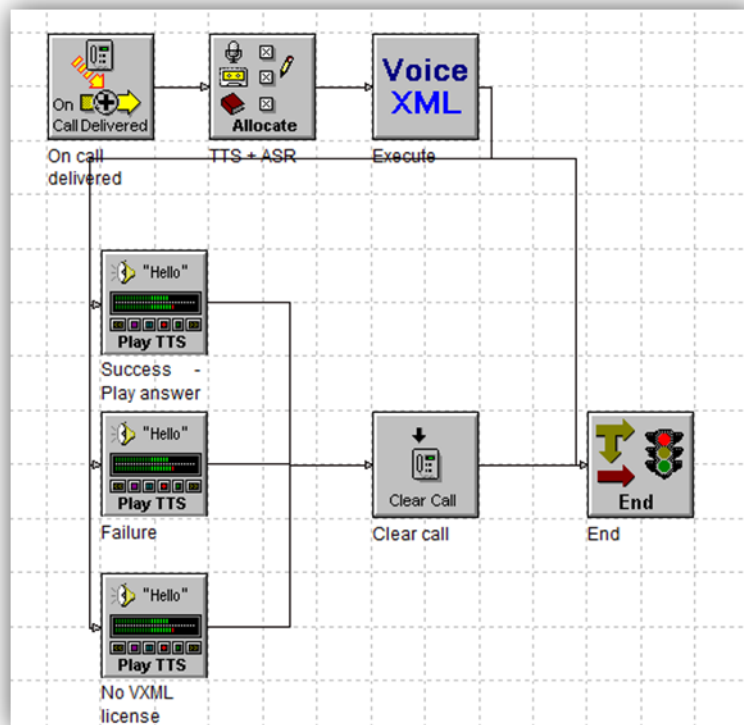 On
Call Delivered
On call
delivered
Allocate
TTS + ASR
Voice
XML
Execute
"Hello"
Play TTS
Success -
Play answer
"Hello"
Play TTS
Failure
Clear Call
Clear call
End
End
"Hello"
Play TTS
No VXML
license